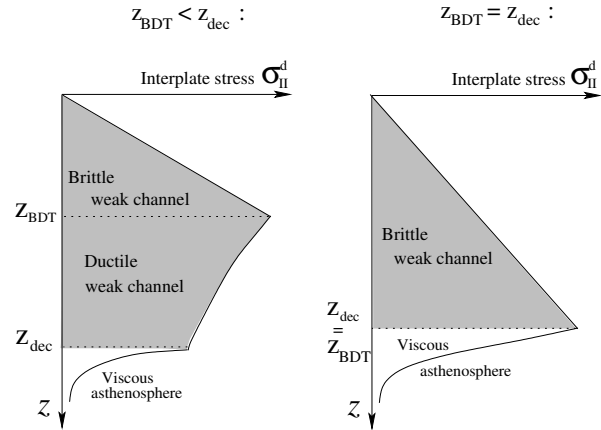 z_BDT < z_dec :
Interplate stress σ_II^d
Brittle
weak channel
z_BDT
Ductile
weak channel
z_dec
Viscous
asthenosphere
z
z_BDT = z_dec :
Interplate stress σ_II^d
Brittle
weak channel
z_dec
=
z_BDT
Viscous
asthenosphere
z